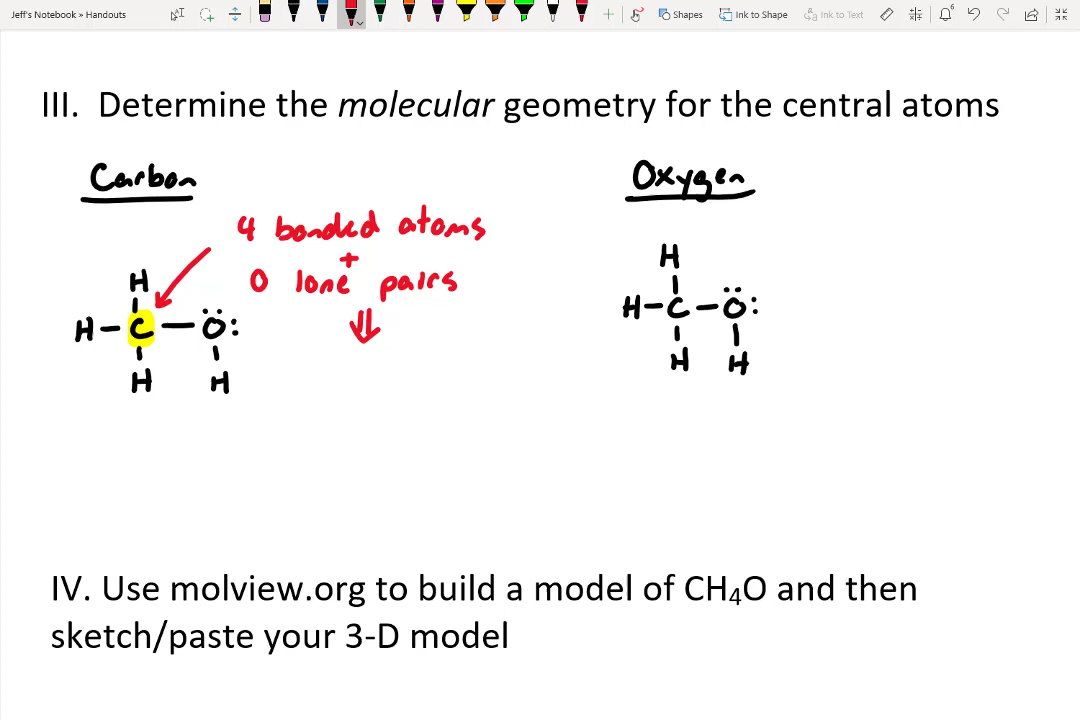 Jeff's Notebook » Handouts
Shapes
Ink to Shape
Ink to Text
6
III. Determine the molecular geometry for the central atoms
Carbon
4 bonded atoms
+
0 lone pairs
H
H–C–Ö:
H H
Oxygen
H
H–C–Ö:
H H
IV. Use molview.org to build a model of CH₄O and then
sketch/paste your 3-D model